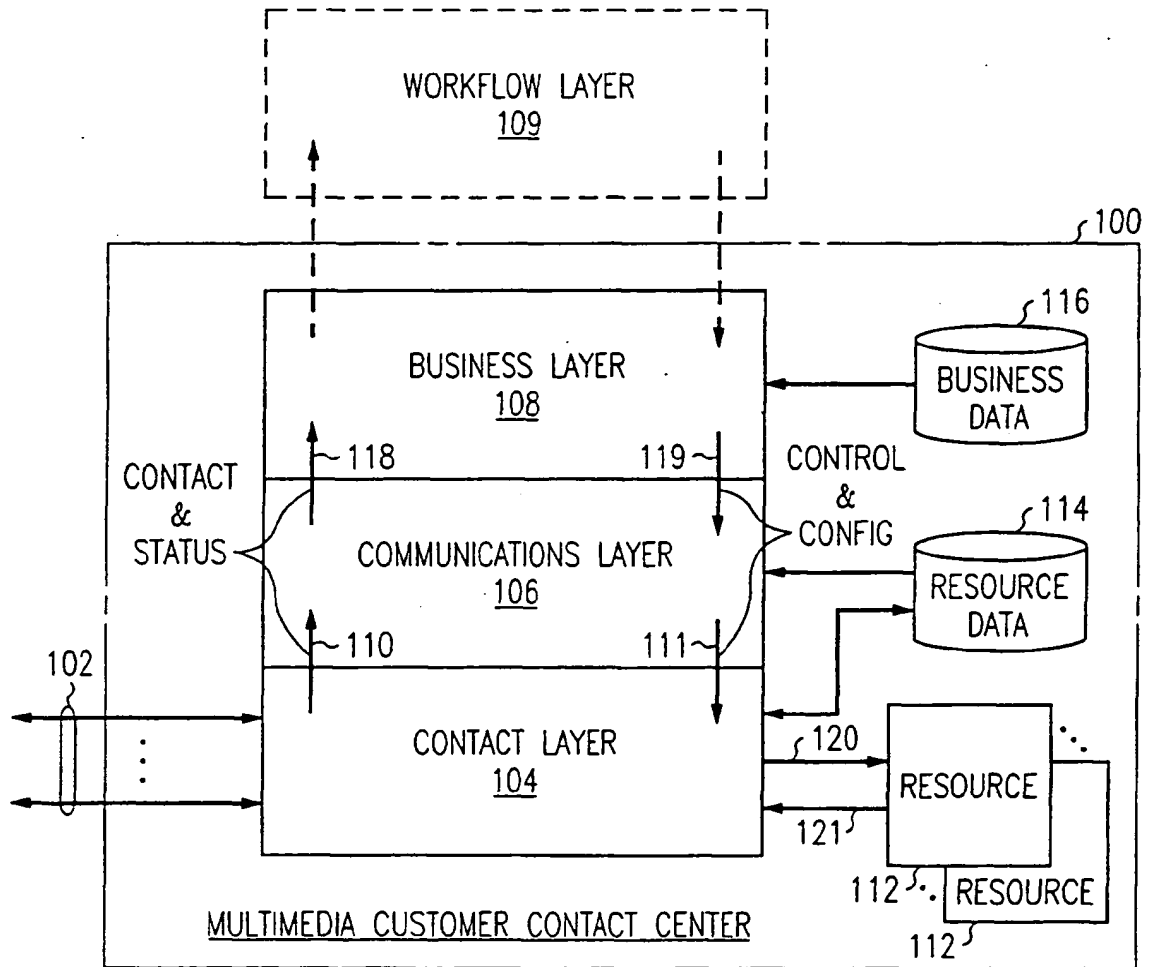 WORKFLOW LAYER
109
100
116
BUSINESS LAYER
108
BUSINESS
DATA
118
119
CONTACT
&
STATUS
CONTROL
&
CONFIG
114
COMMUNICATIONS LAYER
106
RESOURCE
DATA
110
111
102
CONTACT LAYER
104
120
RESOURCE
121
112
RESOURCE
112
MULTIMEDIA CUSTOMER CONTACT CENTER